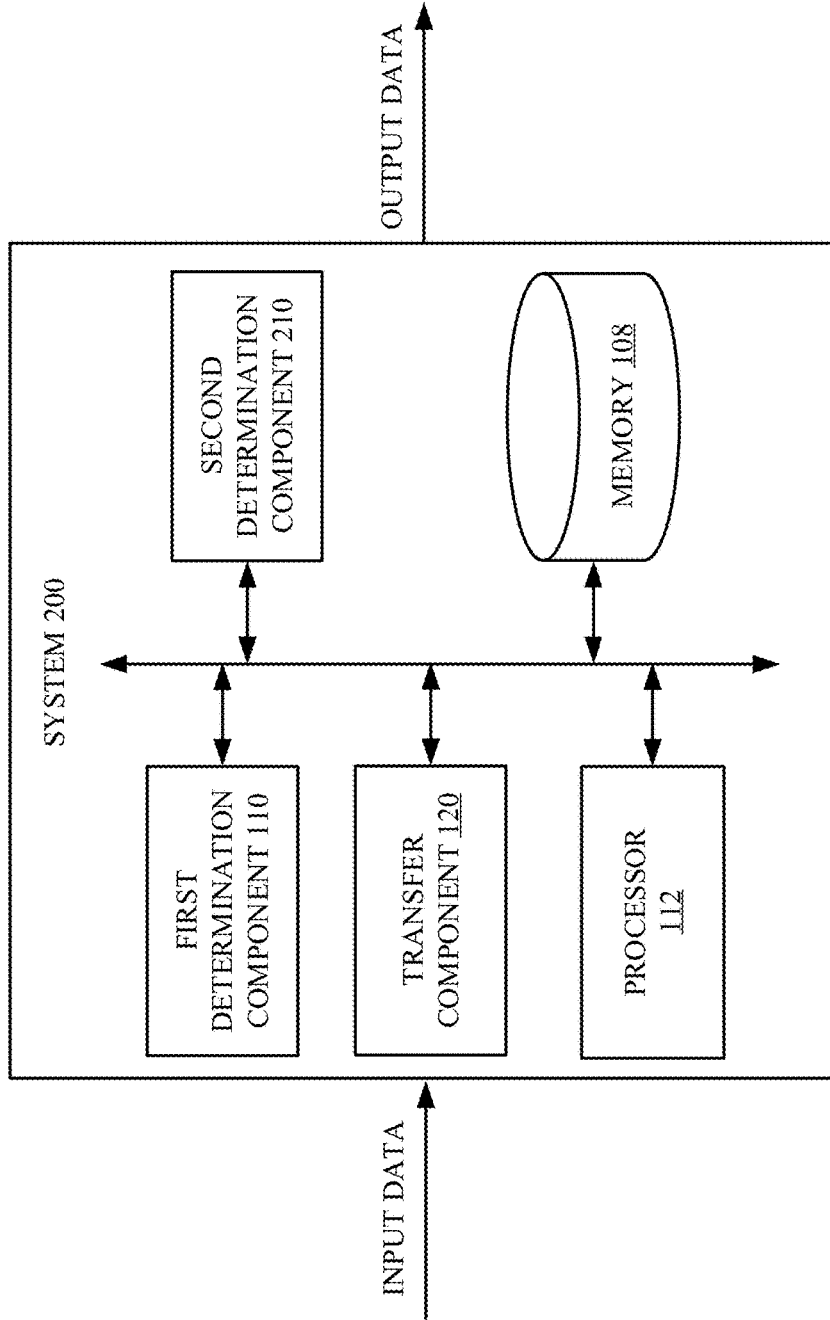 SYSTEM 200
INPUT DATA
FIRST
DETERMINATION
COMPONENT 110
TRANSFER
COMPONENT 120
PROCESSOR
112
SECOND
DETERMINATION
COMPONENT 210
MEMORY 108
OUTPUT DATA